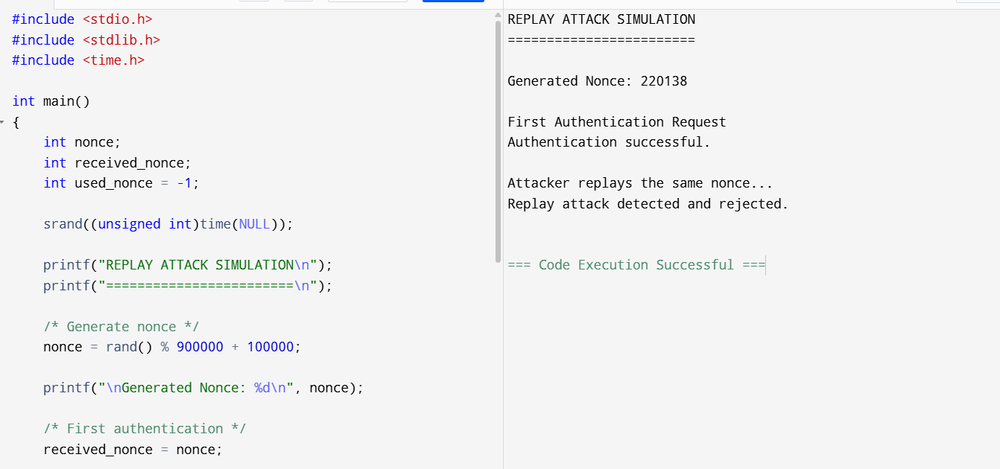 #include <stdio.h>
#include <stdlib.h>
#include <time.h>

int main()
{
    int nonce;
    int received_nonce;
    int used_nonce = -1;

    srand((unsigned int)time(NULL));

    printf("REPLAY ATTACK SIMULATION\n");
    printf("========================\n");

    /* Generate nonce */
    nonce = rand() % 900000 + 100000;

    printf("\nGenerated Nonce: %d\n", nonce);

    /* First authentication */
    received_nonce = nonce;

REPLAY ATTACK SIMULATION
========================

Generated Nonce: 220138

First Authentication Request
Authentication successful.

Attacker replays the same nonce...
Replay attack detected and rejected.

=== Code Execution Successful ===